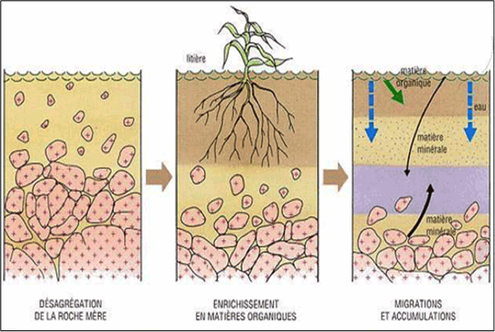 litière
matière
organique
eau
matière
minérale
matière
minérale
DÉSAGRÉGATION
DE LA ROCHE MÈRE
ENRICHISSEMENT
EN MATIÈRES ORGANIQUES
MIGRATIONS
ET ACCUMULATIONS